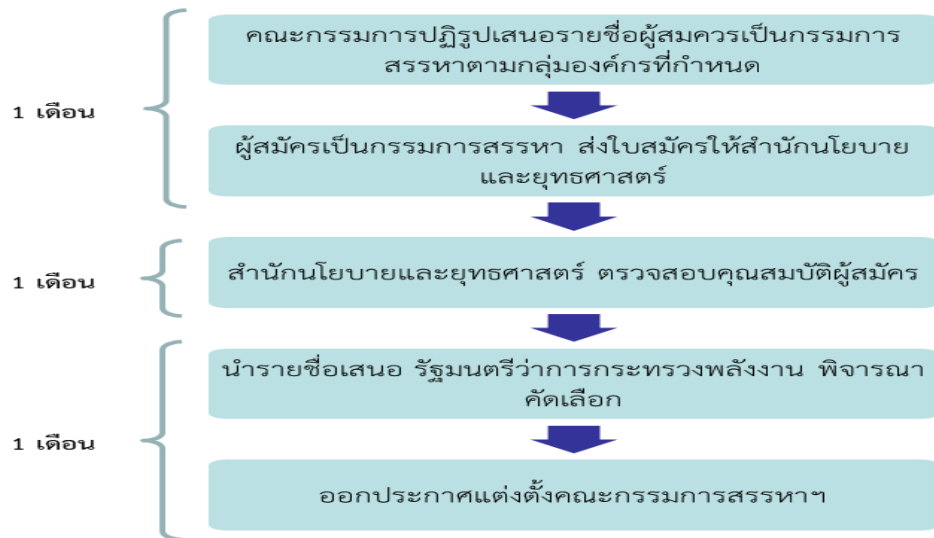 คณะกรรมการปฏิรูปเสนอรายชื่อผู้สมควรเป็นกรรมการ
สรรหาตามกลุ่มองค์กรที่กำหนด
1 เดือน
ผู้สมัครเป็นกรรมการสรรหา ส่งใบสมัครให้สำนักนโยบาย
และยุทธศาสตร์
1 เดือน
สำนักนโยบายและยุทธศาสตร์ ตรวจสอบคุณสมบัติผู้สมัคร
นำรายชื่อเสนอ รัฐมนตรีว่าการกระทรวงพลังงาน พิจารณา
คัดเลือก
1 เดือน
ออกประกาศแต่งตั้งคณะกรรมการสรรหาฯ